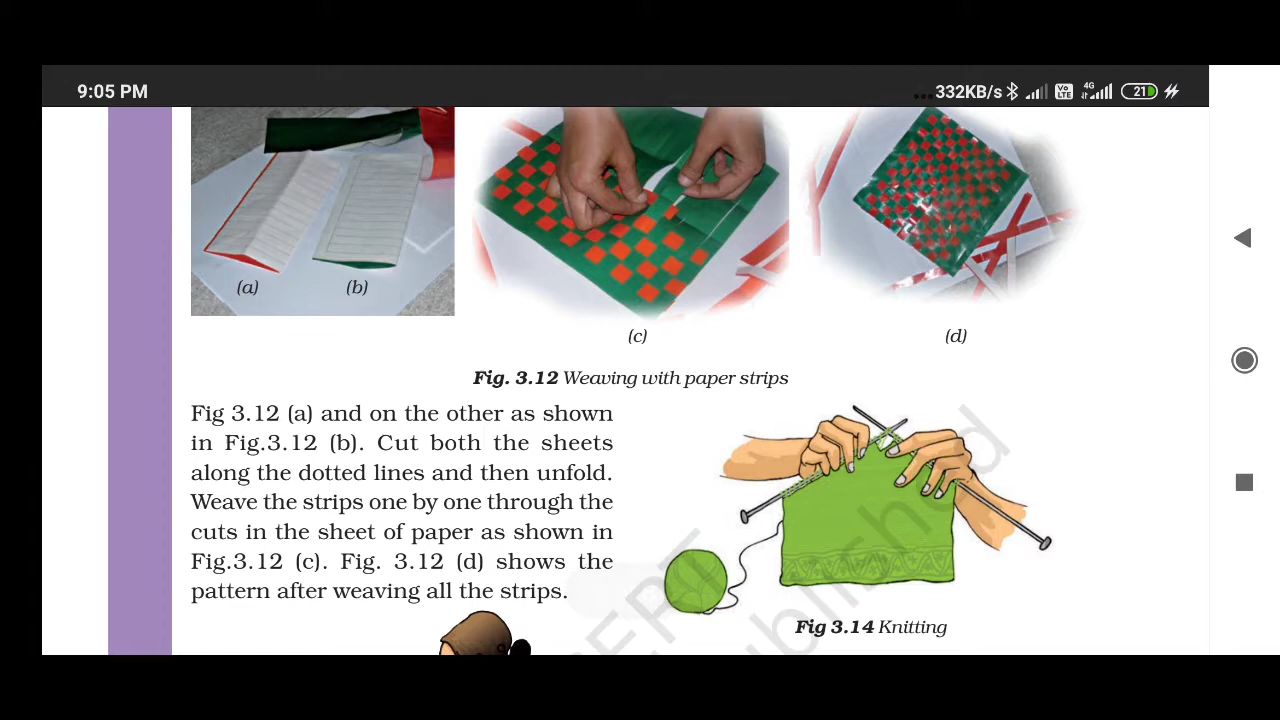 9:05 PM
...332KB/s Vo LTE 4G 21
(a) (b)
(c) (d)
Fig. 3.12 Weaving with paper strips
Fig 3.12 (a) and on the other as shown
in Fig.3.12 (b). Cut both the sheets
along the dotted lines and then unfold.
Weave the strips one by one through the
cuts in the sheet of paper as shown in
Fig.3.12 (c). Fig. 3.12 (d) shows the
pattern after weaving all the strips.
Fig 3.14 Knitting